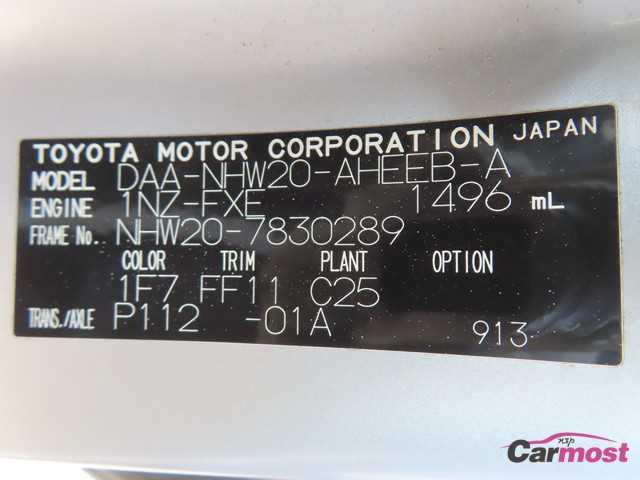 TOYOTA MOTOR CORPORATION JAPAN
MODEL DAA-NHW20-AHEEB-A
ENGINE 1NZ-FXE 1496 mL
FRAME No. NHW20-7830289
COLOR TRIM PLANT OPTION
1F7 FF11 C25
TRANS./AXLE P112 -01A 913
nsp
Carmost